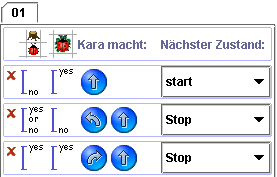 01
Kara macht: Nächster Zustand:
no yes start
yes or no no Stop
yes yes Stop